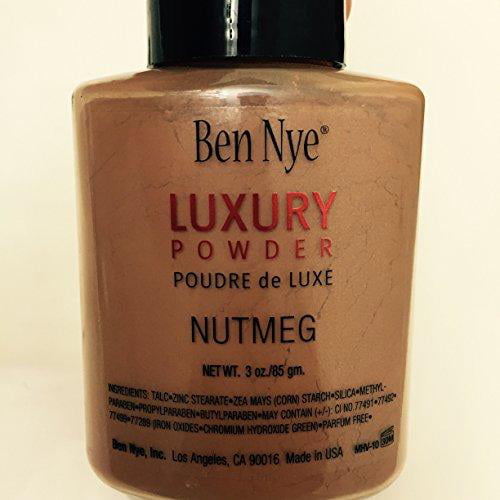 Ben Nye®
LUXURY
POWDER
POUDRE de LUXE
NUTMEG
NET WT. 3 oz./85 gm.
INGREDIENTS: TALC•ZINC STEARATE•ZEA MAYS (CORN) STARCH•SILICA•METHYL-
PARABEN•PROPYLPARABEN•BUTYLPARABEN•MAY CONTAIN (+/-): CI NO.77491•77492•
77499•77289 (IRON OXIDES•CHROMIUM HYDROXIDE GREEN)•PARFUM FREE•
Ben Nye, Inc. Los Angeles, CA 90016 Made in USA MHV-10